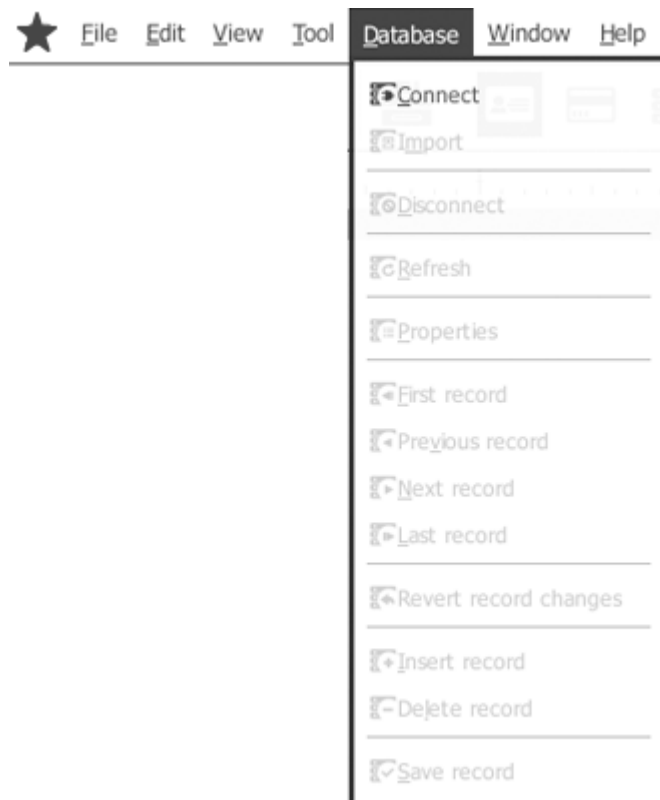 File Edit View Tool Database Window Help
Connect
Import
Disconnect
Refresh
Properties
First record
Previous record
Next record
Last record
Revert record changes
Insert record
Delete record
Save record